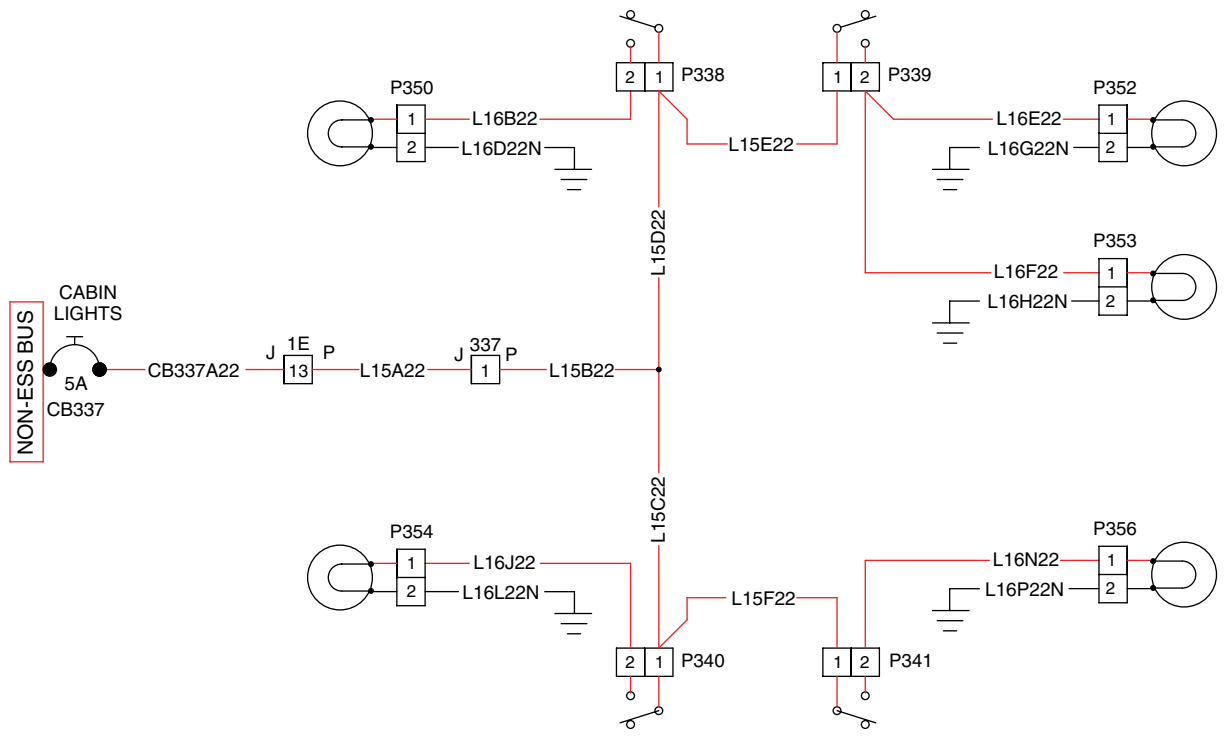 2 1 P338
1 2 P339
P350
1
2
L16B22
L16D22N
L15E22
L16E22
L16G22N
P352
1
2
L15D22
P353
1
2
L16F22
L16H22N
NON-ESS BUS
CABIN
LIGHTS
5A
CB337
CB337A22
J 1E P
13
L15A22
J 337 P
1
L15B22
L15C22
P354
1
2
L16J22
L16L22N
L15F22
L16N22
L16P22N
P356
1
2
2 1 P340
1 2 P341